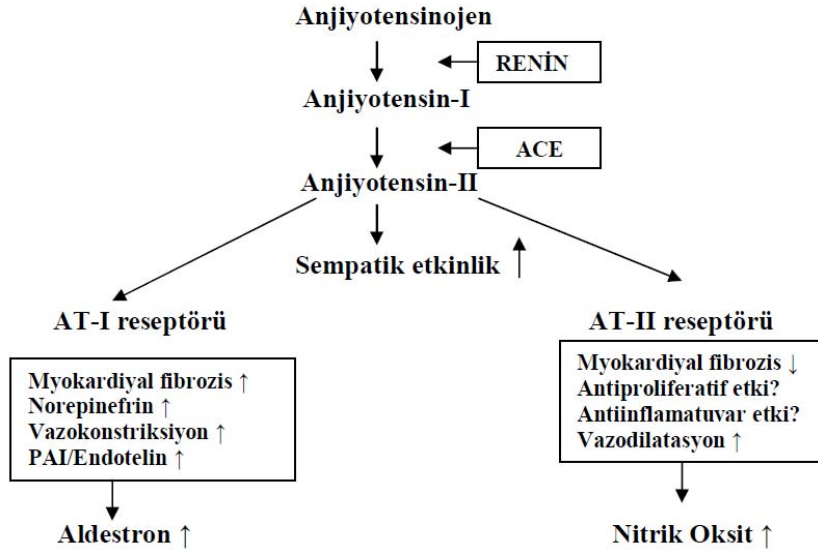 Anjiyotensinojen
RENİN
Anjiyotensin-I
ACE
Anjiyotensin-II
Sempatik etkinlik ↑
AT-I reseptörü
Myokardiyal fibrozis ↑
Norepinefrin ↑
Vazokonstriksiyon ↑
PAI/Endotelin ↑
Aldestron ↑
AT-II reseptörü
Myokardiyal fibrozis ↓
Antiproliferatif etki?
Antiinflamatuvar etki?
Vazodilatasyon ↑
Nitrik Oksit ↑